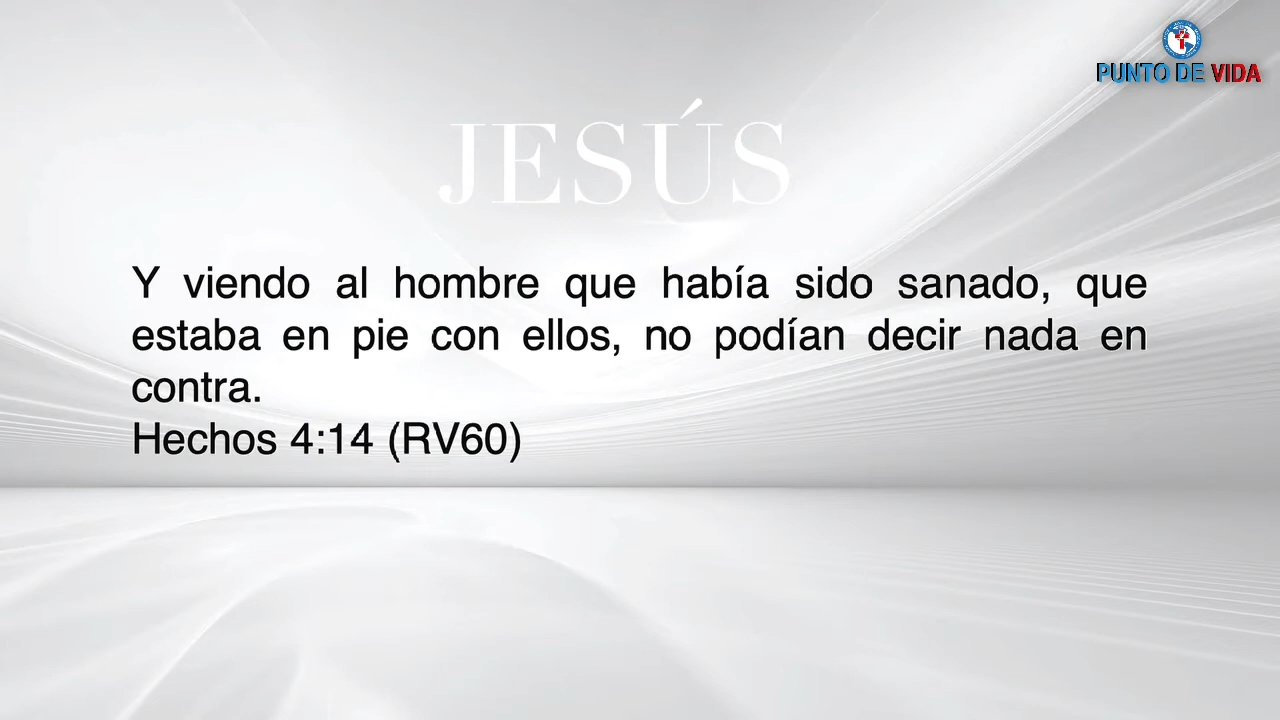 PUNTO DE VIDA
JESÚS
Y viendo al hombre que había sido sanado, que
estaba en pie con ellos, no podían decir nada en
contra.
Hechos 4:14 (RV60)